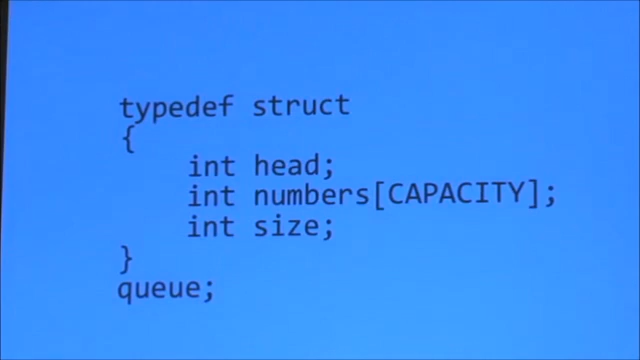 typedef struct
{
int head;
int numbers[CAPACITY];
int size;
}
queue;